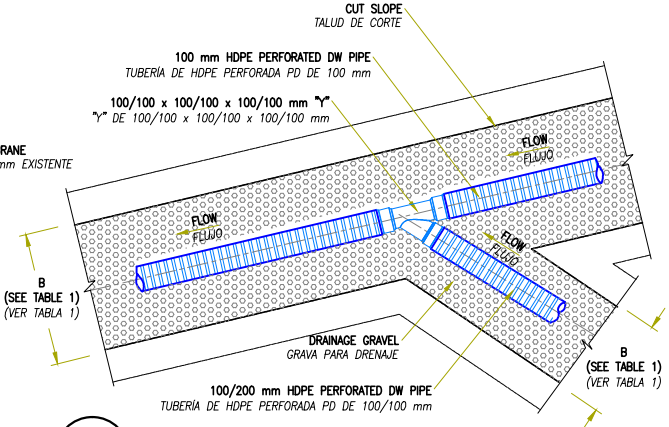 CUT SLOPE
TALUD DE CORTE
100 mm HDPE PERFORATED DW PIPE
TUBERÍA DE HDPE PERFORADA PD DE 100 mm
100/100 x 100/100 x 100/100 mm "Y"
"Y" DE 100/100 x 100/100 x 100/100 mm
RANE
mm EXISTENTE
FLOW
FLUJO
FLOW
FLUJO
FLOW
FLUJO
B
(SEE TABLE 1)
(VER TABLA 1)
DRAINAGE GRAVEL
GRAVA PARA DRENAJE
B
(SEE TABLE 1)
(VER TABLA 1)
100/200 mm HDPE PERFORATED DW PIPE
TUBERÍA DE HDPE PERFORADA PD DE 100/100 mm